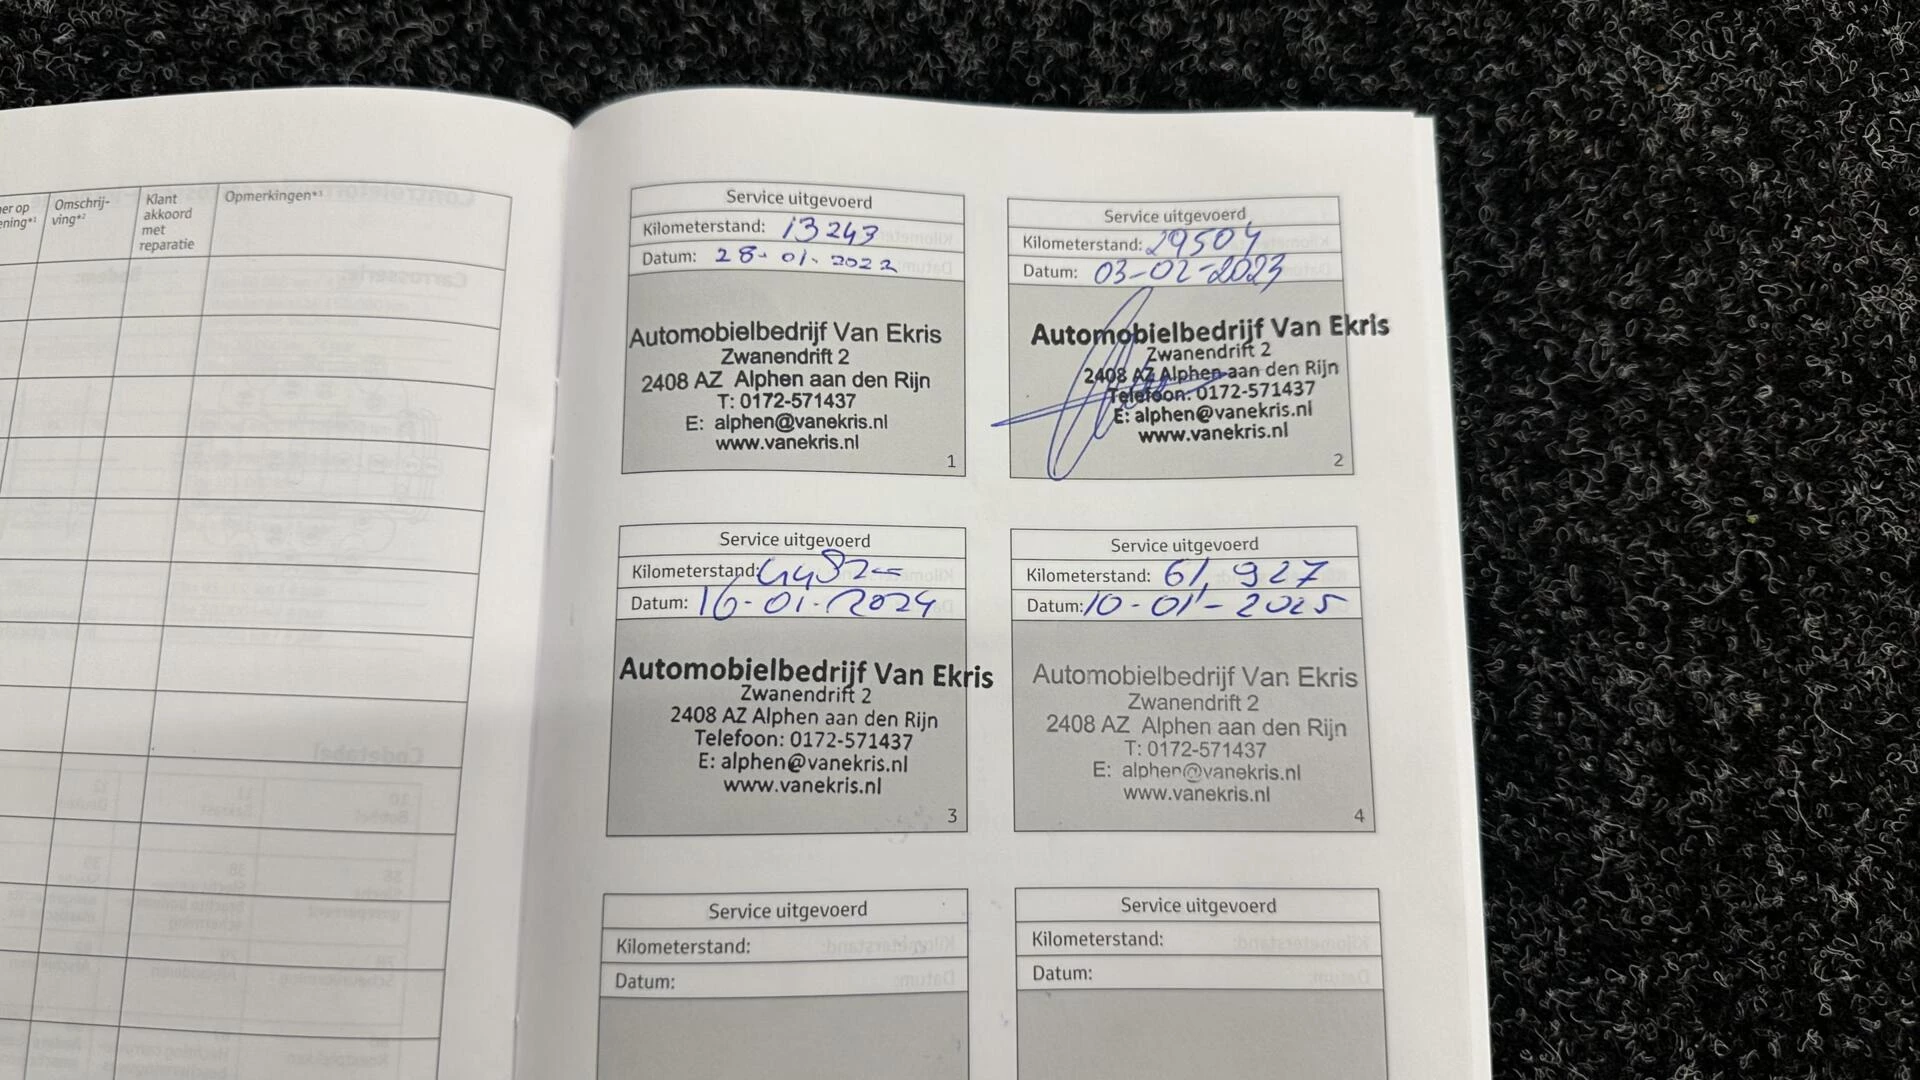 Omschrij-
ving*²
Klant
akkoord
met
reparatie
Opmerkingen*³
Service uitgevoerd
Kilometerstand: 13243
Datum: 28-01-2022
Automobielbedrijf Van Ekris
Zwanendrift 2
2408 AZ Alphen aan den Rijn
T: 0172-571437
E: alphen@vanekris.nl
www.vanekris.nl
1
Service uitgevoerd
Kilometerstand: 29504
Datum: 03-02-2023
Automobielbedrijf Van Ekris
Zwanendrift 2
2408 AZ Alphen aan den Rijn
Telefoon: 0172-571437
E: alphen@vanekris.nl
www.vanekris.nl
2
Service uitgevoerd
Kilometerstand:
Datum: 16-01-2024
Automobielbedrijf Van Ekris
Zwanendrift 2
2408 AZ Alphen aan den Rijn
Telefoon: 0172-571437
E: alphen@vanekris.nl
www.vanekris.nl
3
Service uitgevoerd
Kilometerstand: 61,927
Datum: 10-01-2025
Automobielbedrijf Van Ekris
Zwanendrift 2
2408 AZ Alphen aan den Rijn
T: 0172-571437
E: alphen@vanekris.nl
www.vanekris.nl
4
Service uitgevoerd
Kilometerstand:
Datum:
Service uitgevoerd
Kilometerstand:
Datum: